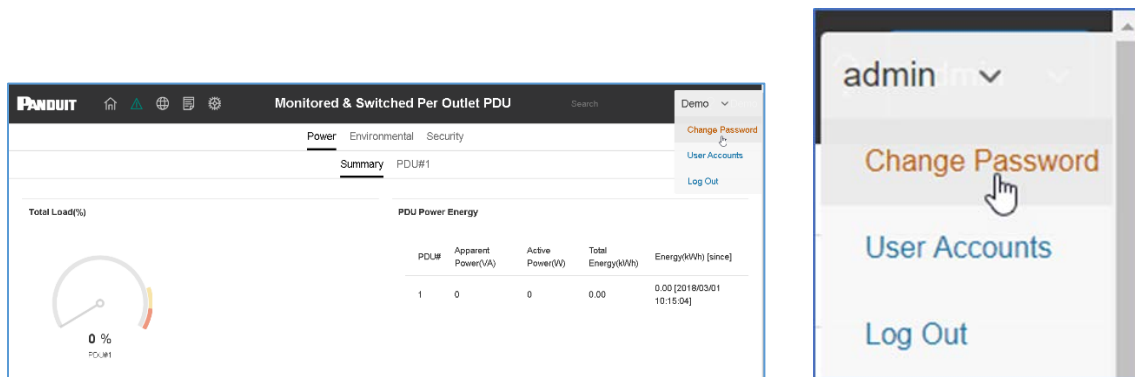 PANDUIT Monitored & Switched Per Outlet PDU Search Demo
Power Environmental Security
Summary PDU#1
Change Password
User Accounts
Log Out
Total Load(%)
0 %
PDU#1
PDU Power Energy
PDU# Apparent Power(VA) Active Power(W) Total Energy(kWh) Energy(kWh) [since]
1 0 0 0.00 0.00 [2018/03/01
10:15:04]
admin
Change Password
User Accounts
Log Out